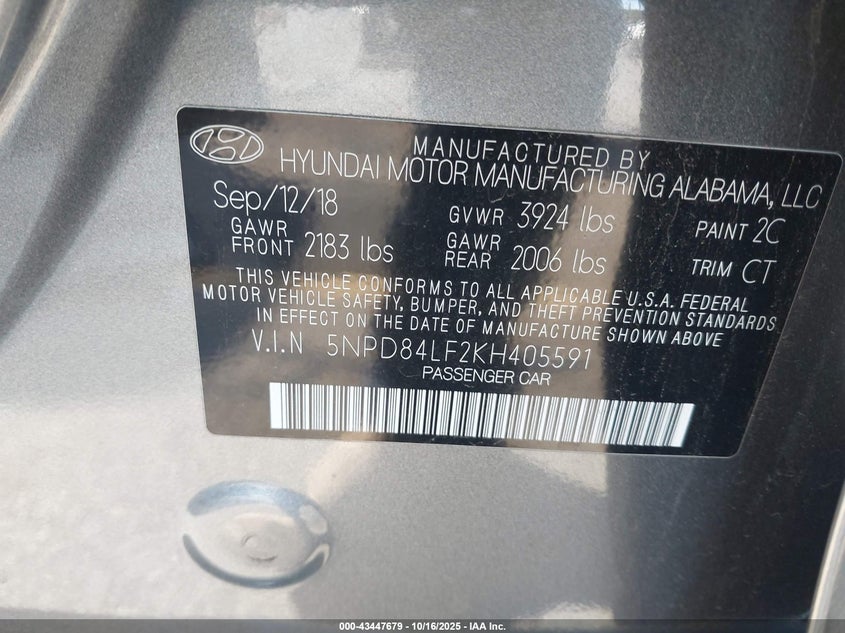 MANUFACTURED BY
HYUNDAI MOTOR MANUFACTURING ALABAMA, LLC
Sep/12/18 GVWR 3924 lbs PAINT 2C
GAWR FRONT 2183 lbs GAWR REAR 2006 lbs TRIM CT
THIS VEHICLE CONFORMS TO ALL APPLICABLE U.S.A. FEDERAL
MOTOR VEHICLE SAFETY, BUMPER, AND THEFT PREVENTION STANDARDS
IN EFFECT ON THE DATE OF MANUFACTURE SHOWN ABOVE
V.I.N 5NPD84LF2KH405591
PASSENGER CAR
000-43447679 - 10/16/2025 - IAA Inc.